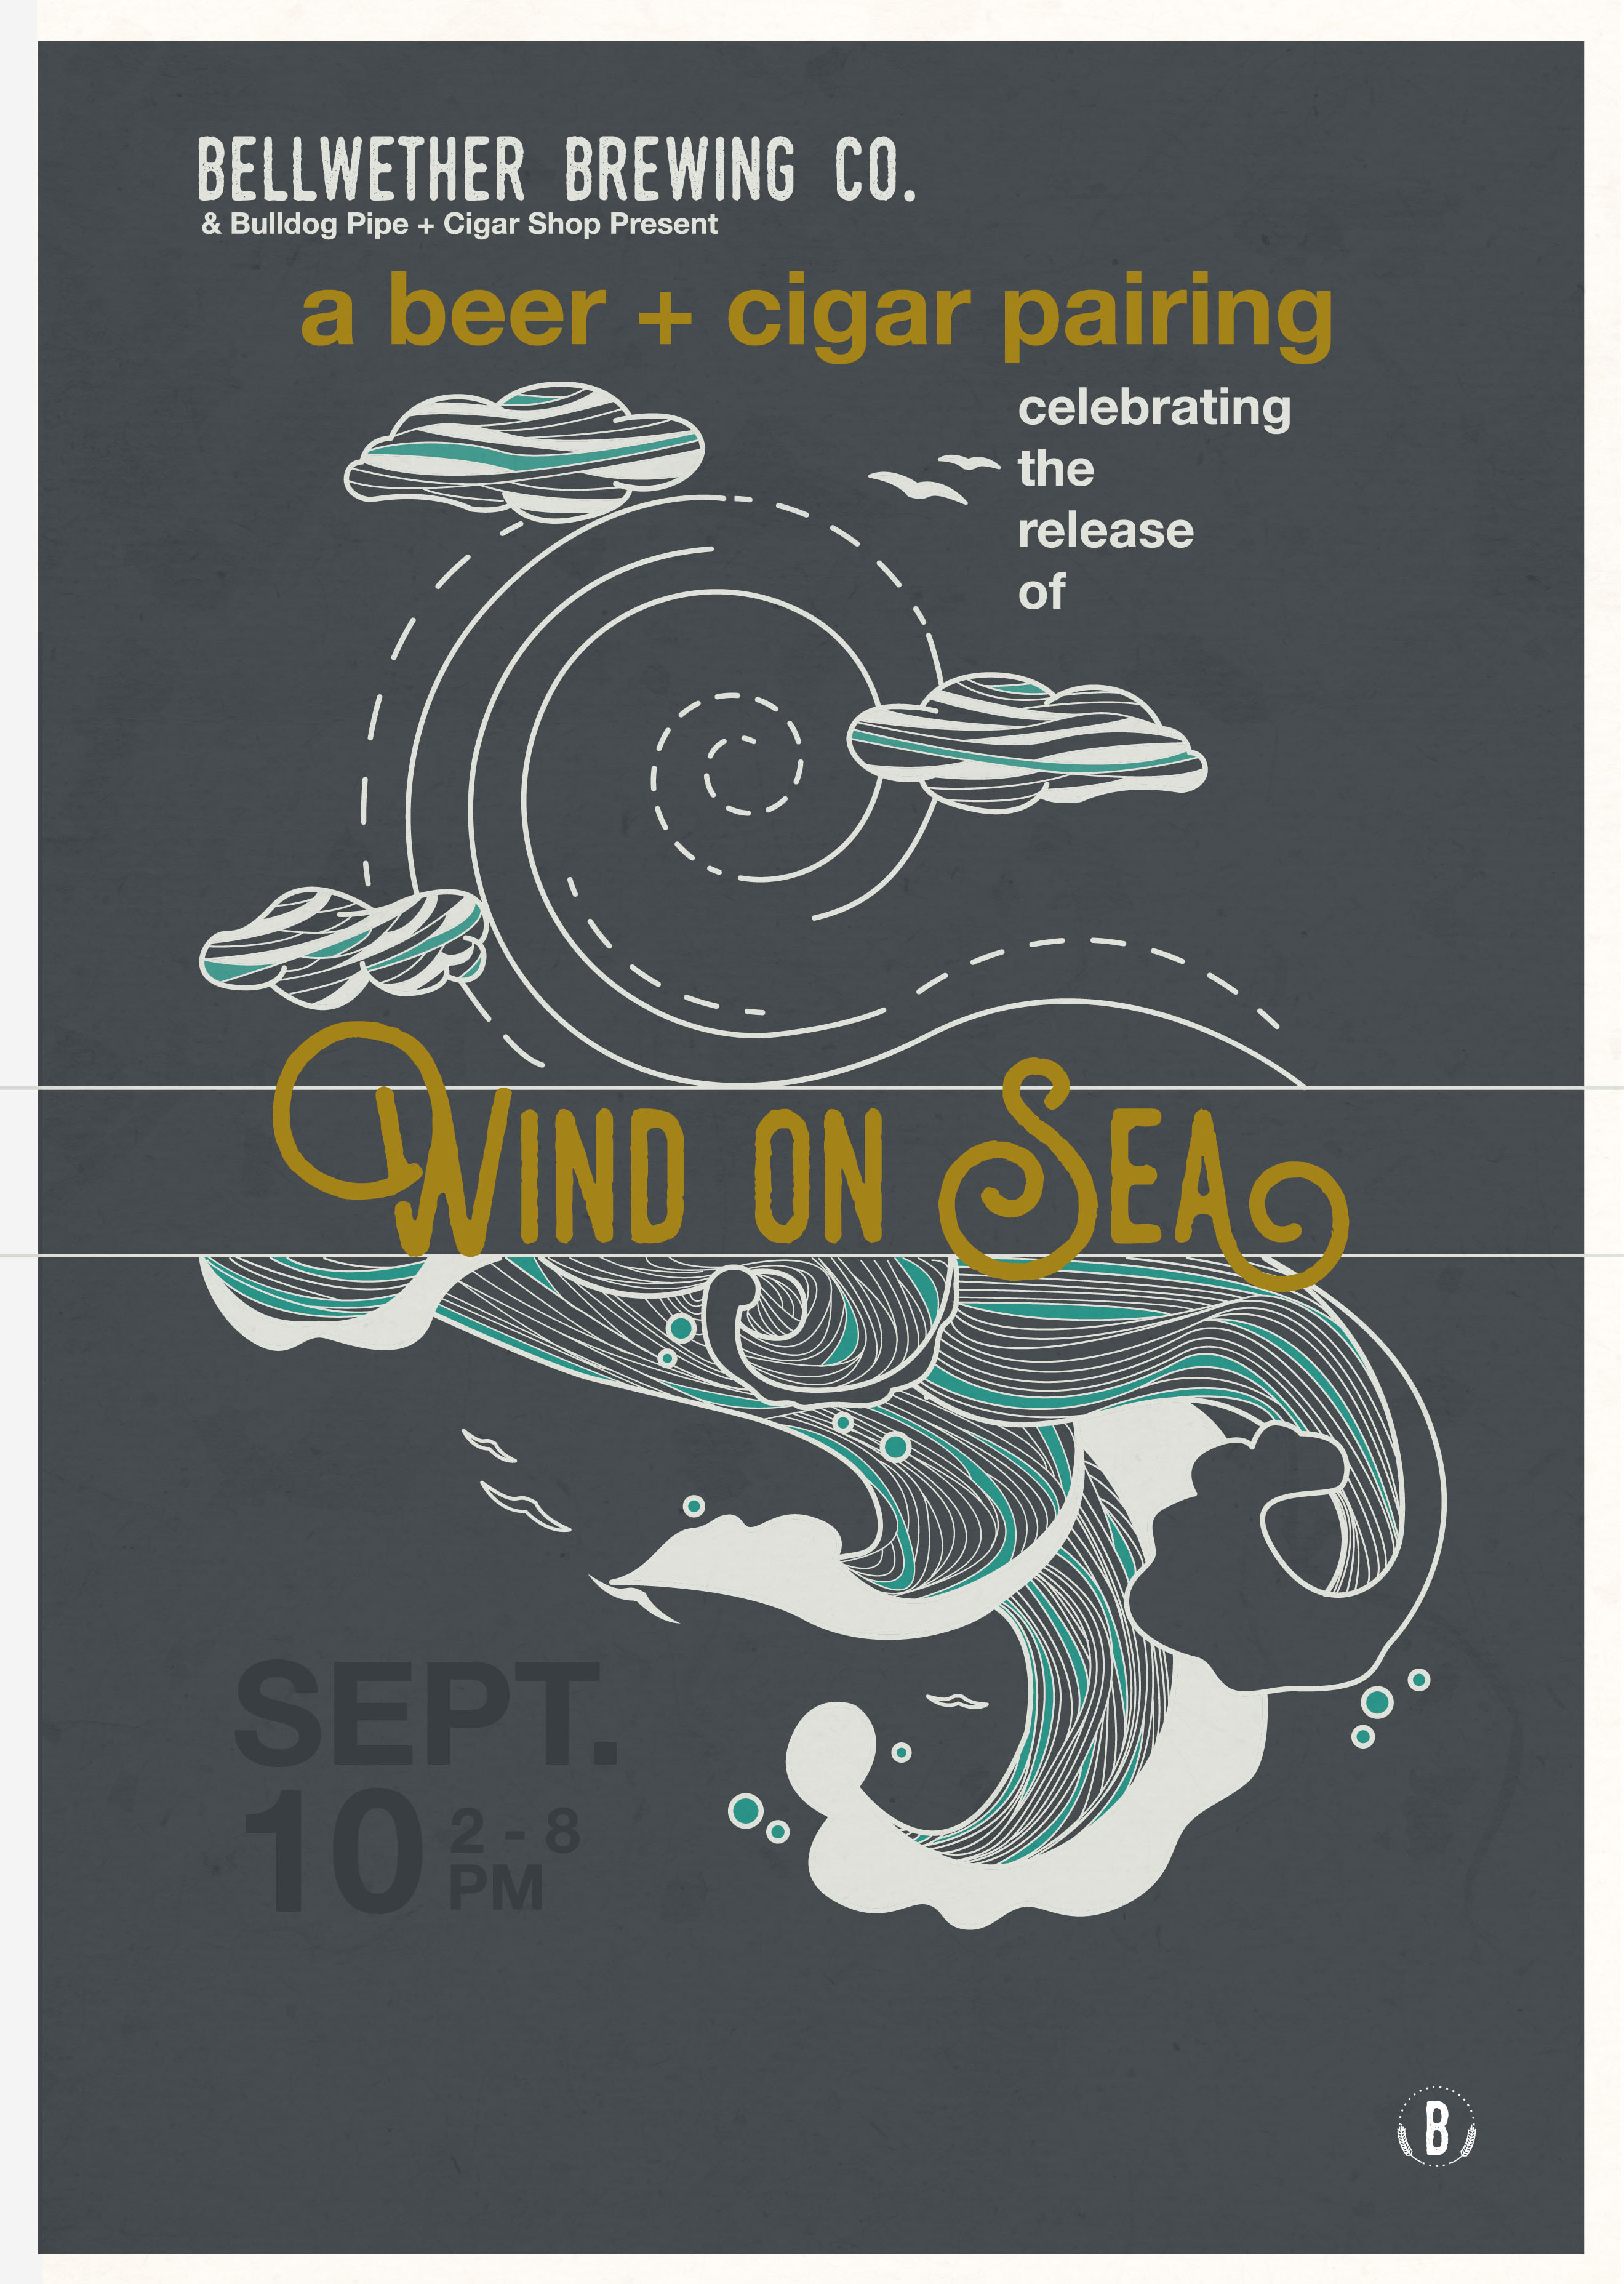 BELLWETHER BREWING CO.
& Bulldog Pipe + Cigar Shop Present
a beer + cigar pairing
celebrating
the
release
of
WIND ON SEA
SEPT.
10 2 - 8
PM
B